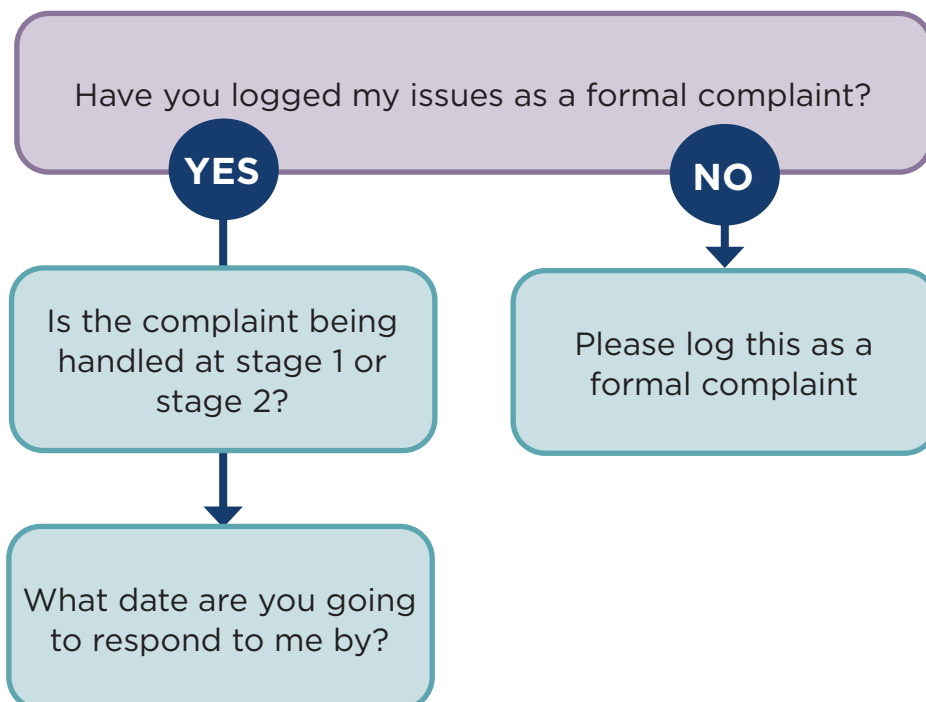 Have you logged my issues as a formal complaint?
YES
NO
Is the complaint being
handled at stage 1 or
stage 2?
Please log this as a
formal complaint
What date are you going
to respond to me by?